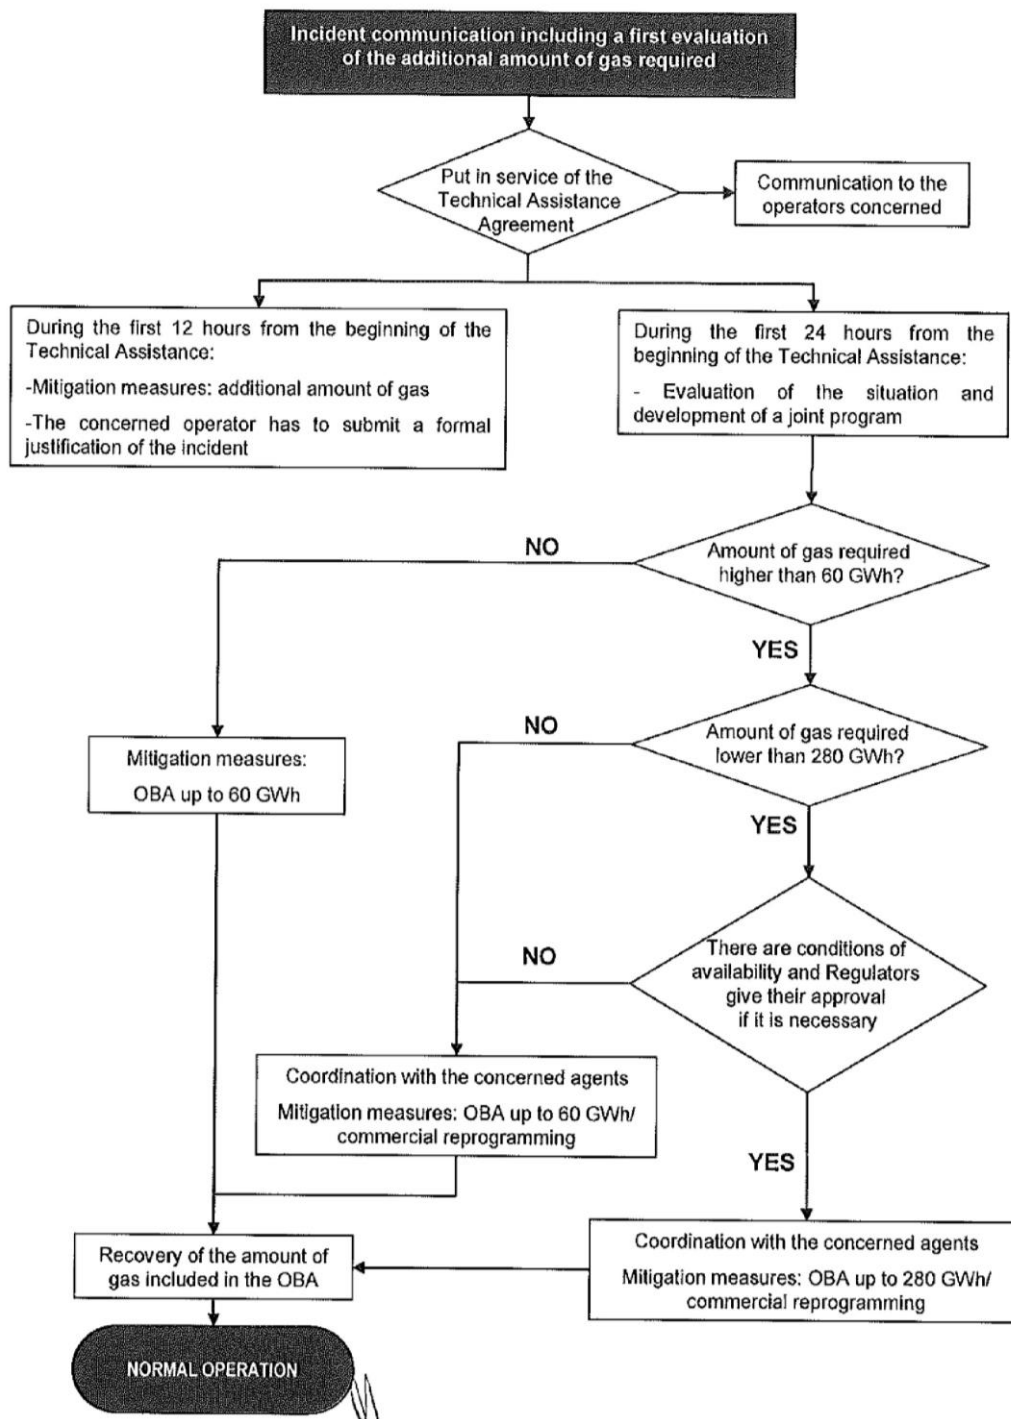 Incident communication including a first evaluation
of the additional amount of gas required
Put in service of the
Technical Assistance
Agreement
Communication to the
operators concerned
During the first 12 hours from the beginning of the
Technical Assistance:
-Mitigation measures: additional amount of gas
-The concerned operator has to submit a formal
justification of the incident
During the first 24 hours from the
beginning of the Technical Assistance:
- Evaluation of the situation and
development of a joint program
NO
Amount of gas required
higher than 60 GWh?
YES
NO
Amount of gas required
lower than 280 GWh?
Mitigation measures:
OBA up to 60 GWh
YES
NO
There are conditions of
availability and Regulators
give their approval
if it is necessary
Coordination with the concerned agents
Mitigation measures: OBA up to 60 GWh/
commercial reprogramming
YES
Recovery of the amount of
gas included in the OBA
Coordination with the concerned agents
Mitigation measures: OBA up to 280 GWh/
commercial reprogramming
NORMAL OPERATION